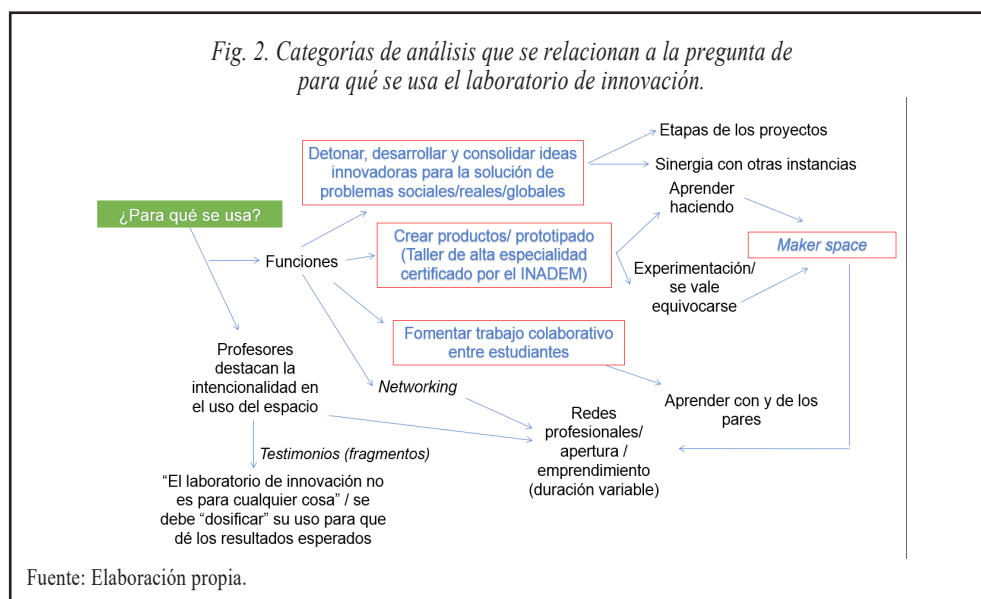 Fig. 2. Categorías de análisis que se relacionan a la pregunta de
para qué se usa el laboratorio de innovación.
Etapas de los proyectos
Detonar, desarrollar y consolidar ideas
innovadoras para la solución de
problemas sociales/reales/globales
Sinergia con otras instancias
Aprender
haciendo
¿Para qué se usa?
Crear productos/ prototipado
(Taller de alta especialidad
certificado por el INADEM)
Maker space
Funciones
Experimentación/
se vale
equivocarse
Fomentar trabajo colaborativo
entre estudiantes
Profesores
destacan la
intencionalidad en
el uso del espacio
Networking
Aprender con y de los
pares
Redes
profesionales/
apertura /
emprendimiento
(duración variable)
Testimonios (fragmentos)
“El laboratorio de innovación no
es para cualquier cosa” / se
debe “dosificar” su uso para que
dé los resultados esperados
Fuente: Elaboración propia.